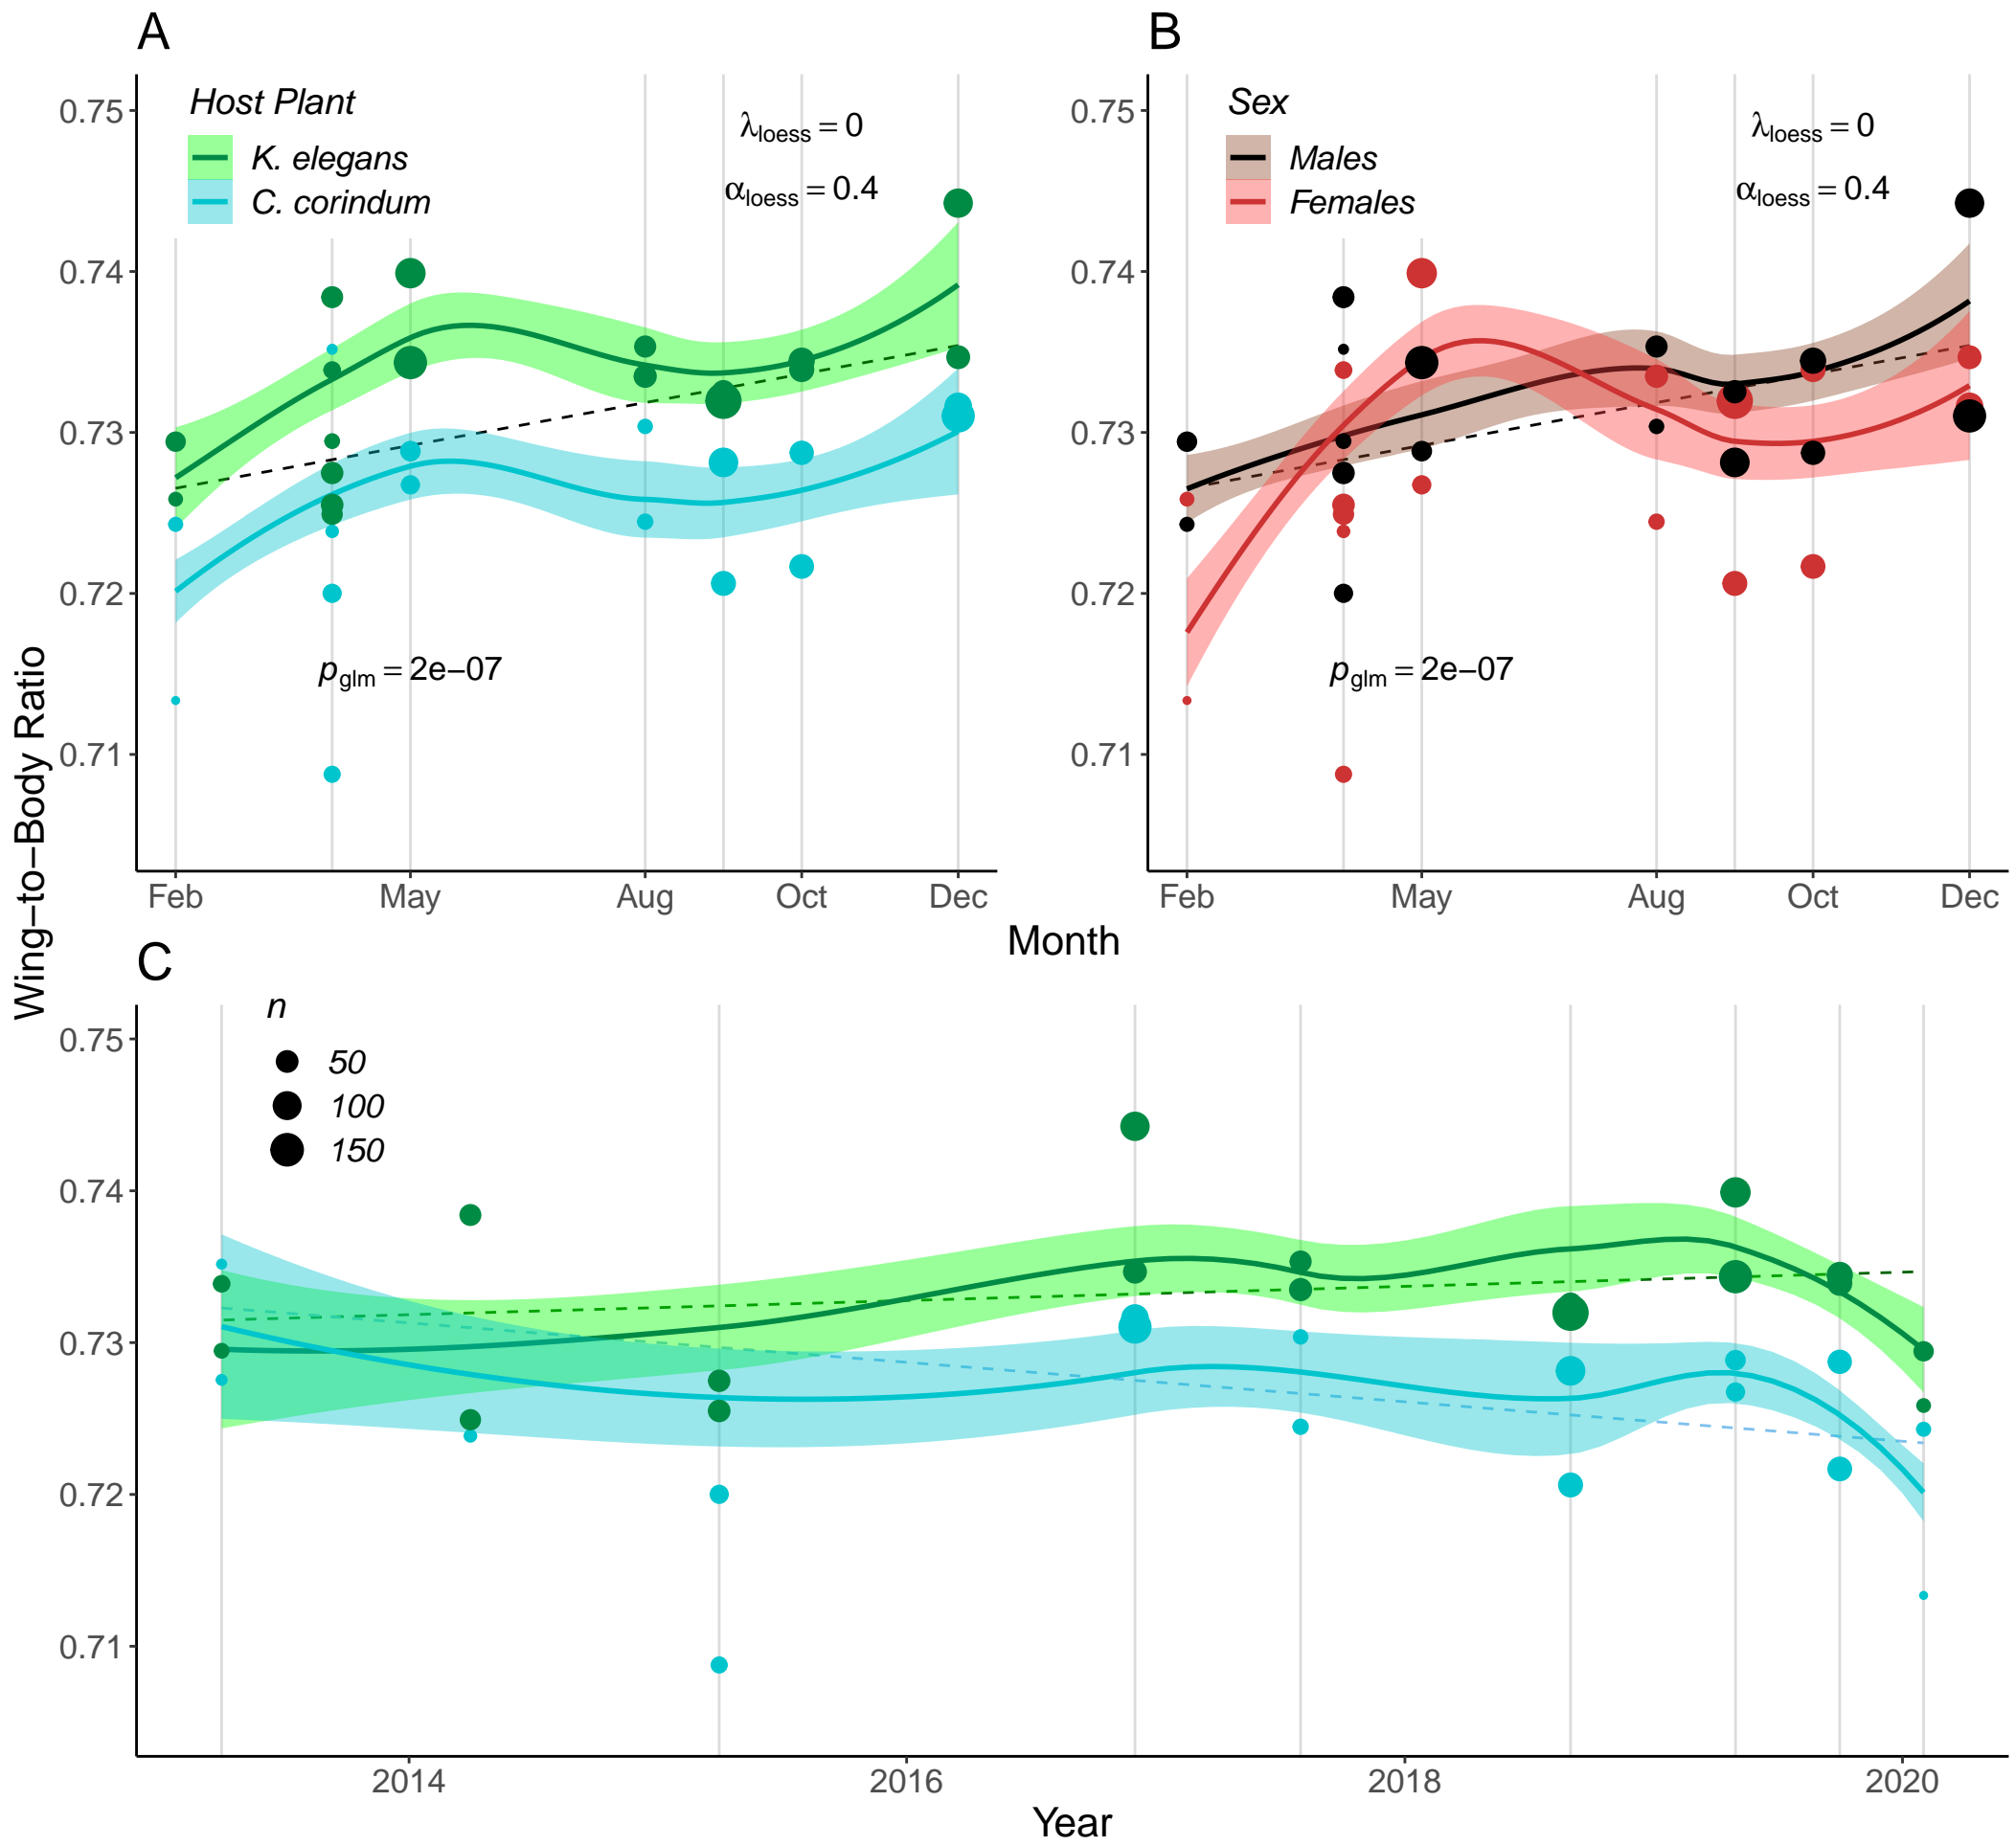 A
Host Plant
K. elegans
C. corindum
λloess = 0
αloess = 0.4
pglm = 2e−07
0.75
0.74
0.73
0.72
0.71
Feb
May
Aug
Oct
Dec
B
Sex
Males
Females
λloess = 0
αloess = 0.4
pglm = 2e−07
0.75
0.74
0.73
0.72
0.71
Feb
May
Aug
Oct
Dec
Month
Wing−to−Body Ratio
C
n
50
100
150
0.75
0.74
0.73
0.72
0.71
2014
2016
2018
2020
Year